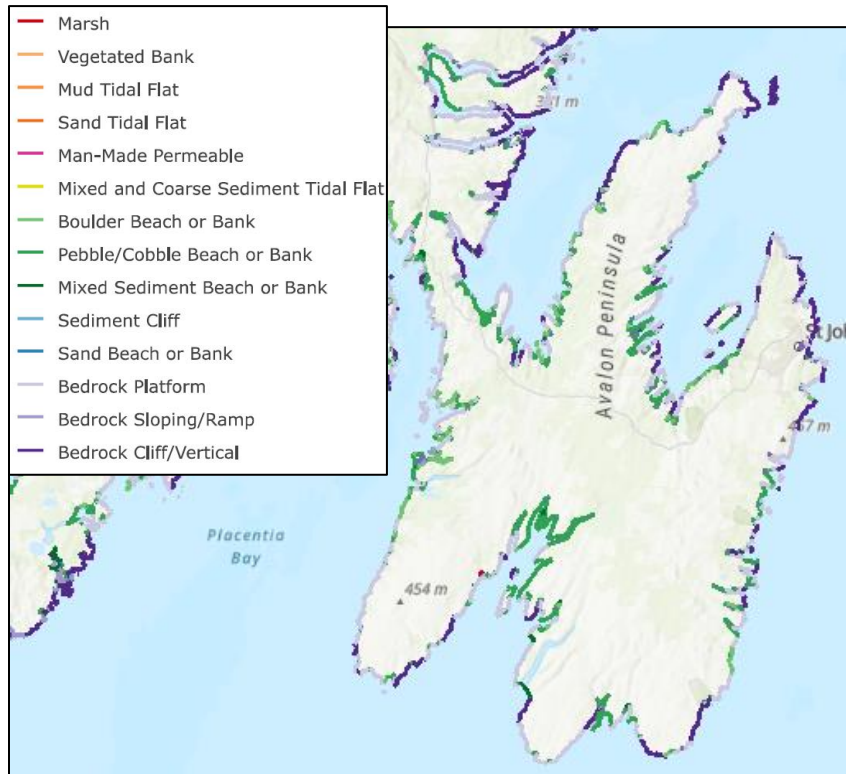 Marsh
Vegetated Bank
Mud Tidal Flat
Sand Tidal Flat
Man-Made Permeable
Mixed and Coarse Sediment Tidal Flat
Boulder Beach or Bank
Pebble/Cobble Beach or Bank
Mixed Sediment Beach or Bank
Sediment Cliff
Sand Beach or Bank
Bedrock Platform
Bedrock Sloping/Ramp
Bedrock Cliff/Vertical
Avalon Peninsula
St Joh
Placentia
Bay
454 m